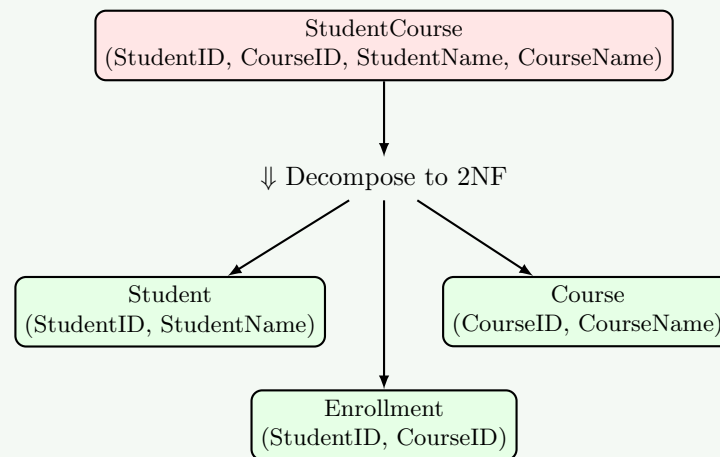 StudentCourse
(StudentID, CourseID, StudentName, CourseName)
⇓ Decompose to 2NF
Student
(StudentID, StudentName)
Course
(CourseID, CourseName)
Enrollment
(StudentID, CourseID)